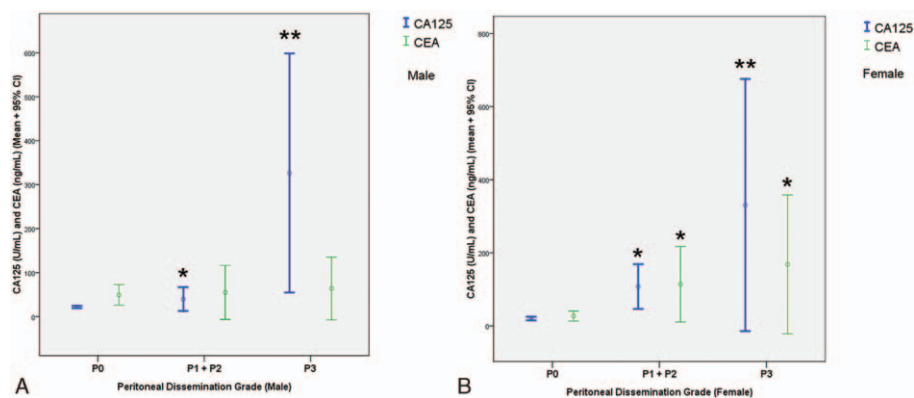 CA125 (U/mL) and CEA (ng/mL) (Mean + 95% CI)
600
500
400
300
200
100
0
*
**
P0
P1 + P2
P3
Peritoneal Dissemination Grade (Male)
CA125
CEA
Male
A
CA125 (U/mL) and CEA (ng/mL) (mean + 95% CI)
800
600
400
200
0
*
*
**
*
P0
P1 + P2
P3
Peritoneal Dissemination Grade (Female)
CA125
CEA
Female
B